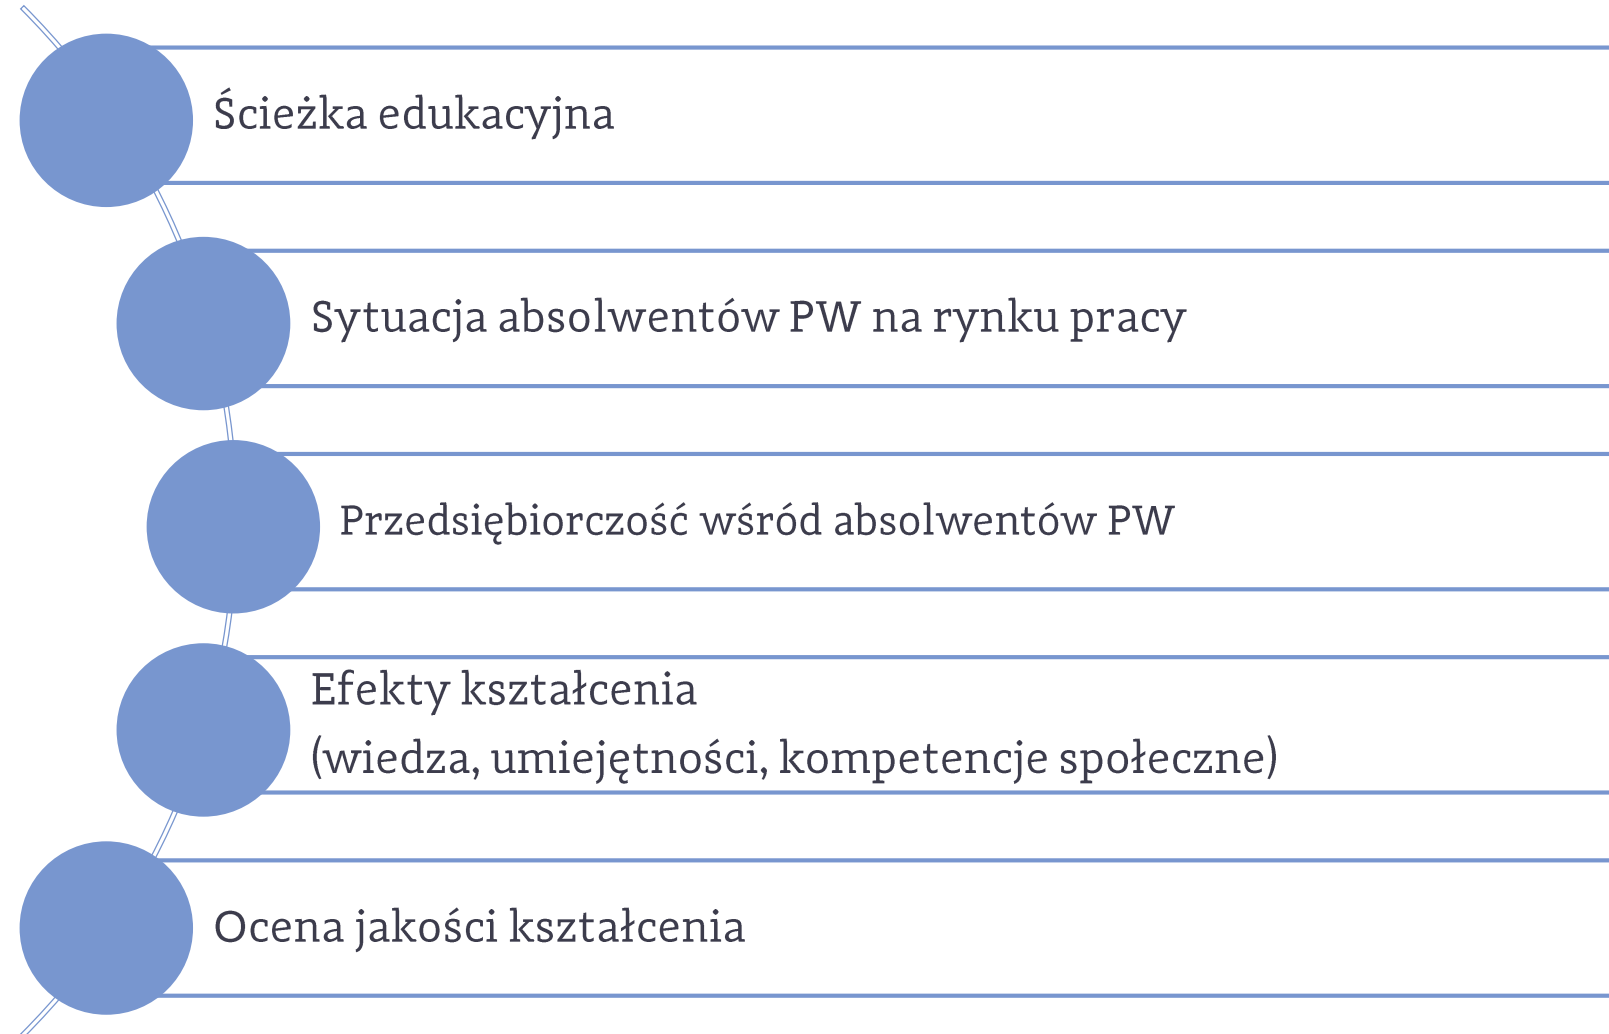 Ścieżka edukacyjna
Sytuacja absolwentów PW na rynku pracy
Przedsiębiorczość wśród absolwentów PW
Efekty kształcenia
(wiedza, umiejętności, kompetencje społeczne)
Ocena jakości kształcenia